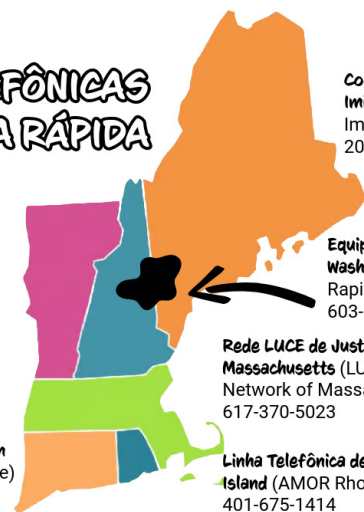 FÔNICAS
A RÁPIDA
Co
Im
Im
20
Equip
Wash
Rapi
603-
Rede LUCE de Just
Massachusetts (LU
Network of Massa
617-370-5023
Linha Telefônica de
Island (AMOR Rho
401-675-1414
n
e)